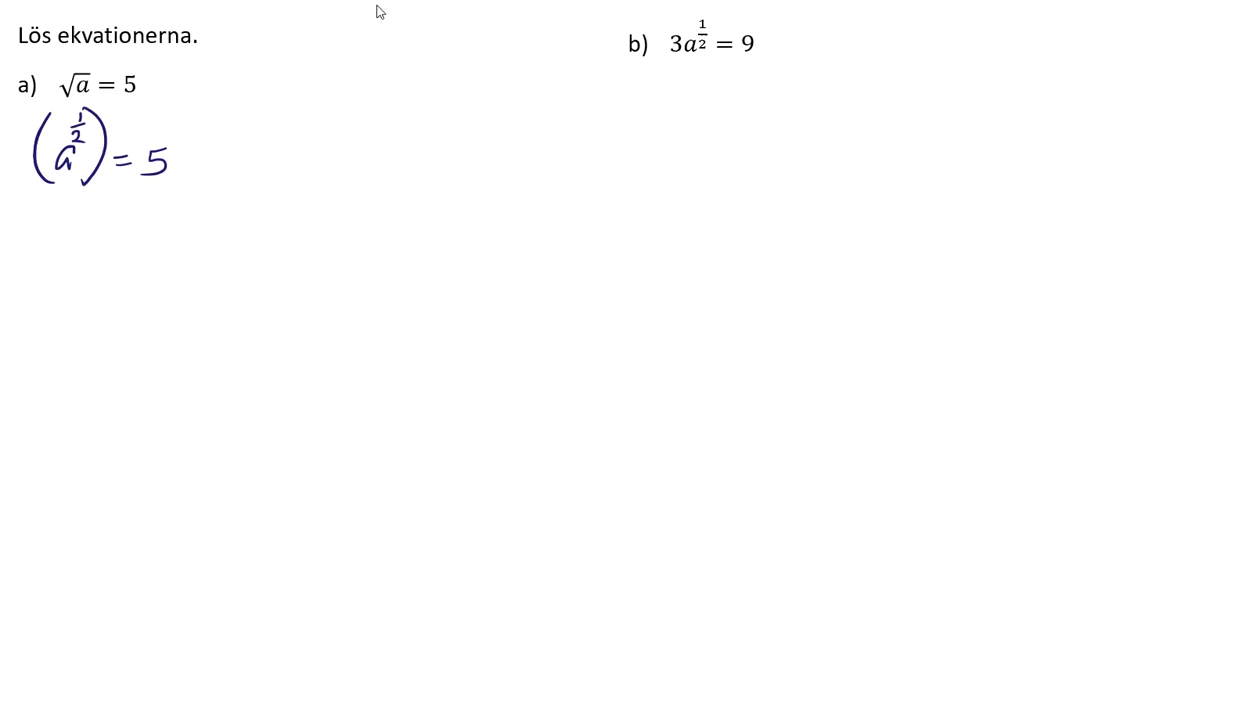 Lös ekvationerna.
a) √a = 5
(a^(1/2)) = 5
b) 3a^(1/2) = 9